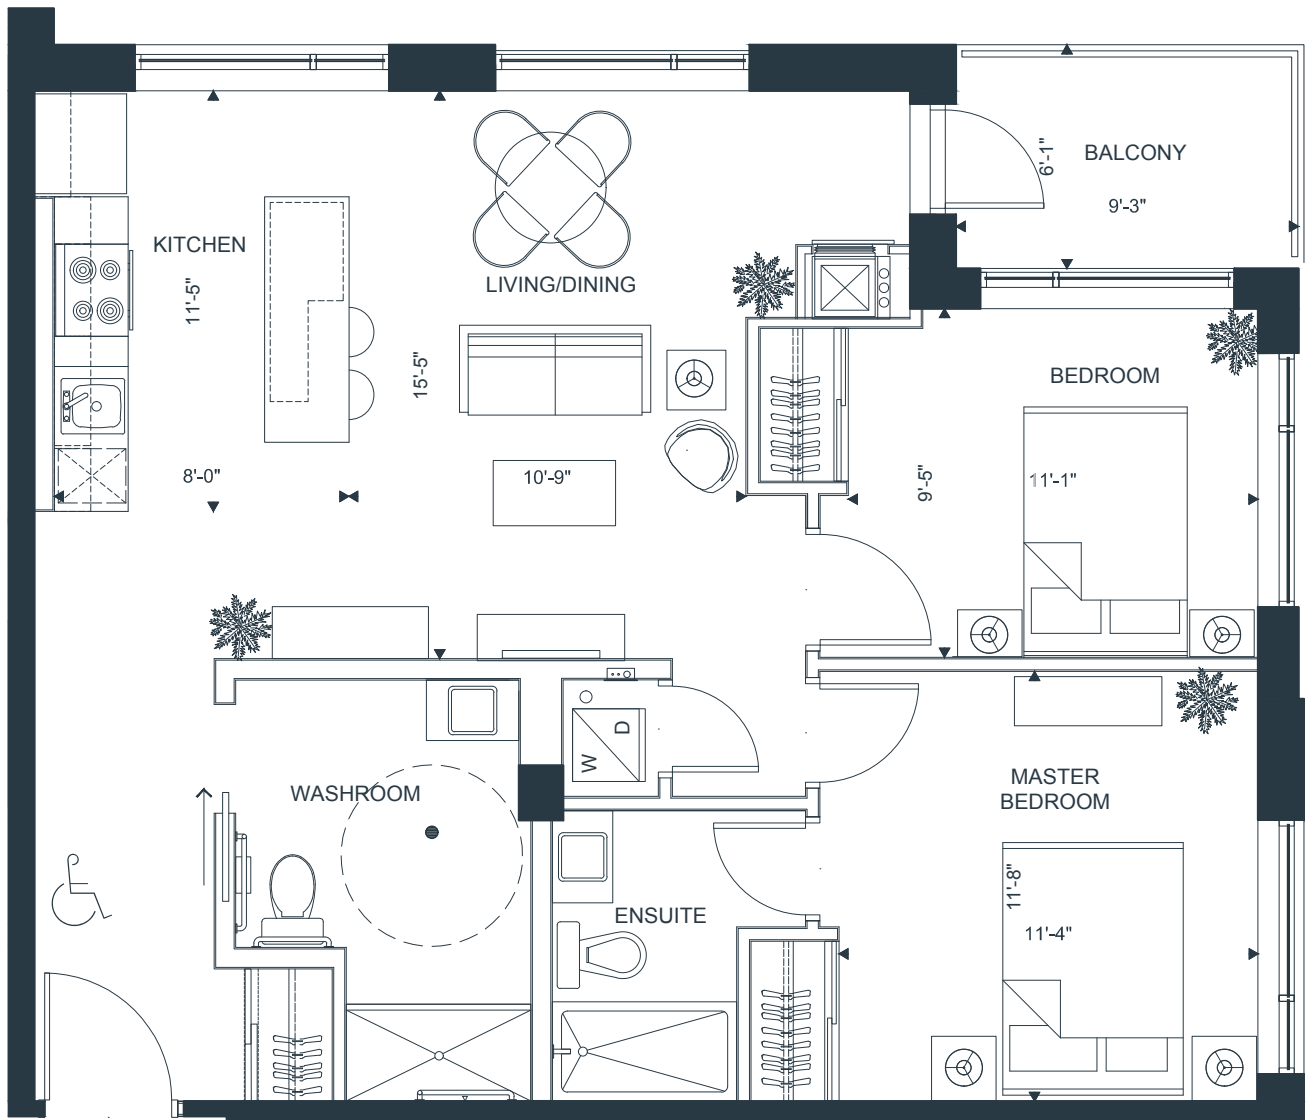 BALCONY
6'-1"
9'-3"
KITCHEN
11'-5"
8'-0"
LIVING/DINING
15'-5"
10'-9"
BEDROOM
9'-5"
11'-1"
W D
WASHROOM
ENSUITE
MASTER
BEDROOM
11'-8"
11'-4"